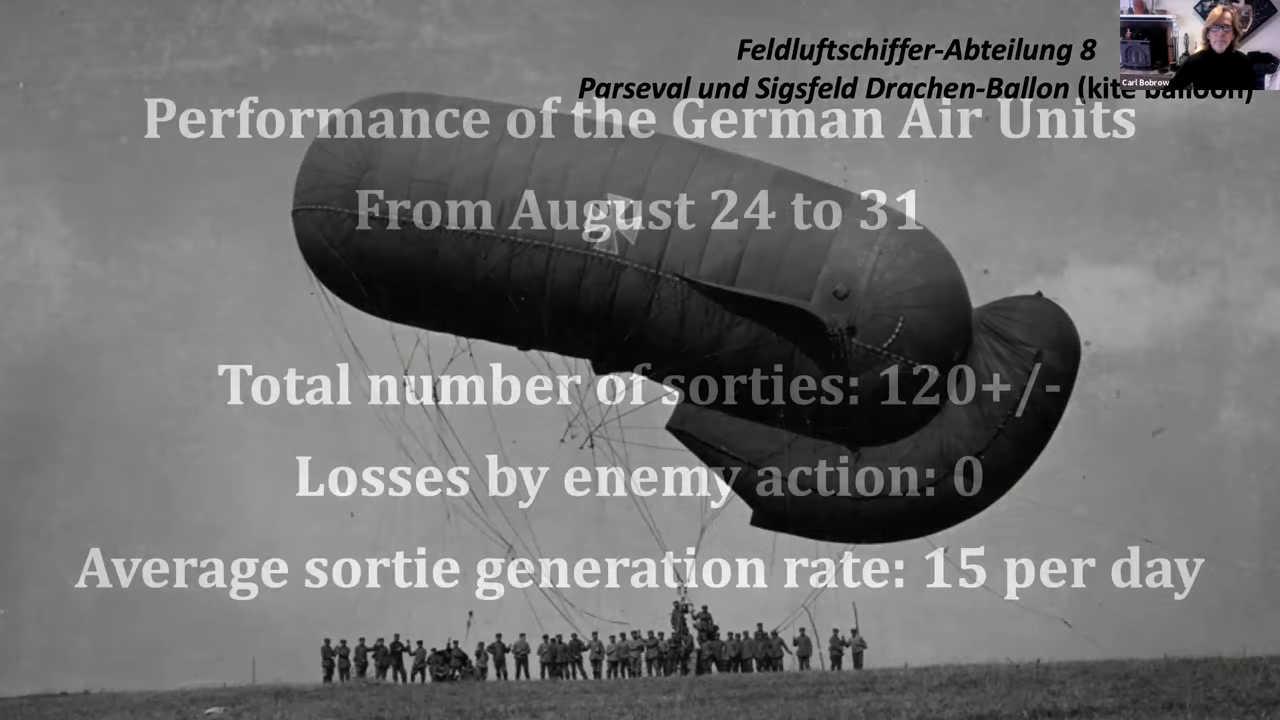 Feldluftschiffer-Abteilung 8
Parseval und Sigsfeld Drachen-Ballon (kite balloon)
Carl Bobrow
Performance of the German Air Units
From August 24 to 31
Total number of sorties: 120+/-
Losses by enemy action: 0
Average sortie generation rate: 15 per day